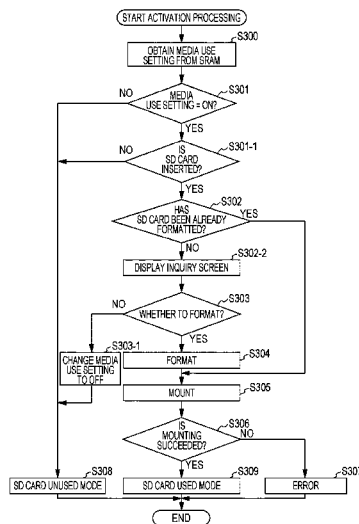 START ACTIVATION PROCESSING
S300
OBTAIN MEDIA USE
SETTING FROM SRAM
S301
NO
MEDIA
USE SETTING = ON?
YES
S301-1
NO
IS
SD CARD
INSERTED?
YES
S302
HAS
SD CARD BEEN ALREADY
FORMATTED?
YES
NO
S302-2
DISPLAY INQUIRY SCREEN
S303
NO
WHETHER TO FORMAT?
S303-1
YES
CHANGE MEDIA
USE SETTING
TO OFF
S304
FORMAT
S305
MOUNT
S306
IS
MOUNTING
SUCCEEDED?
NO
YES
S308
S309
S307
SD CARD UNUSED MODE
SD CARD USED MODE
ERROR
END